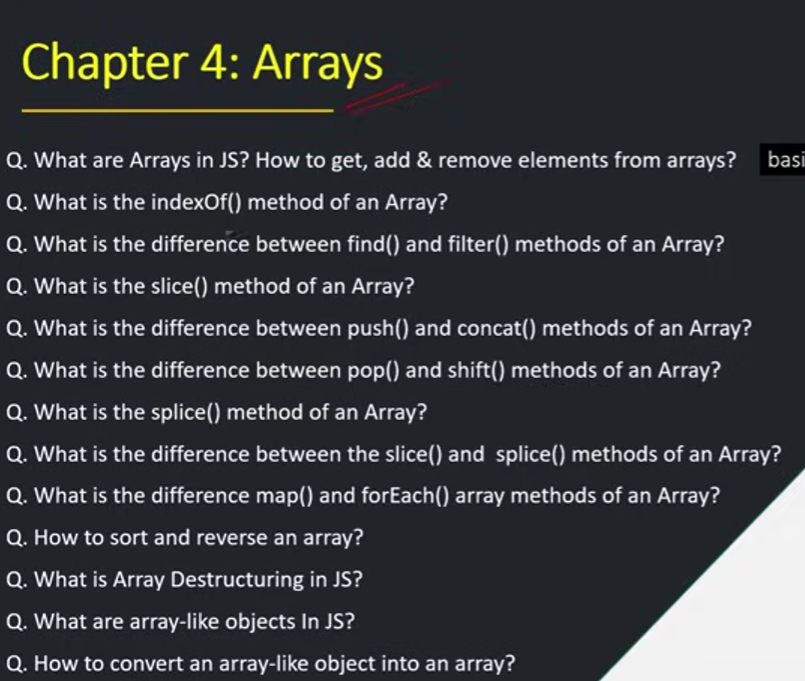 Chapter 4: Arrays
Q. What are Arrays in JS? How to get, add & remove elements from arrays? basi
Q. What is the indexOf() method of an Array?
Q. What is the difference between find() and filter() methods of an Array?
Q. What is the slice() method of an Array?
Q. What is the difference between push() and concat() methods of an Array?
Q. What is the difference between pop() and shift() methods of an Array?
Q. What is the splice() method of an Array?
Q. What is the difference between the slice() and splice() methods of an Array?
Q. What is the difference map() and forEach() array methods of an Array?
Q. How to sort and reverse an array?
Q. What is Array Destructuring in JS?
Q. What are array-like objects In JS?
Q. How to convert an array-like object into an array?